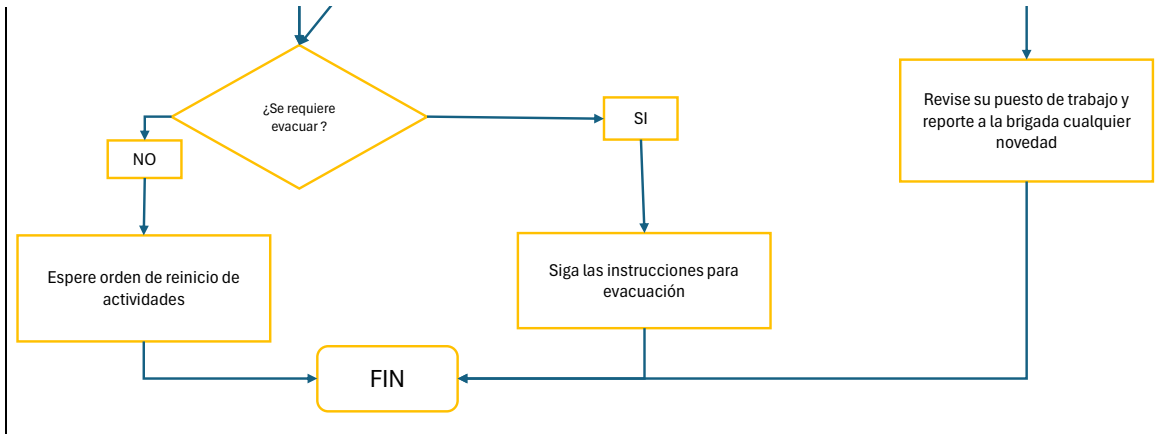 ¿Se requiere
evacuar ?
SI
NO
Revise su puesto de trabajo y
reporte a la brigada cualquier
novedad
Espere orden de reinicio de
actividades
Siga las instrucciones para
evacuación
FIN